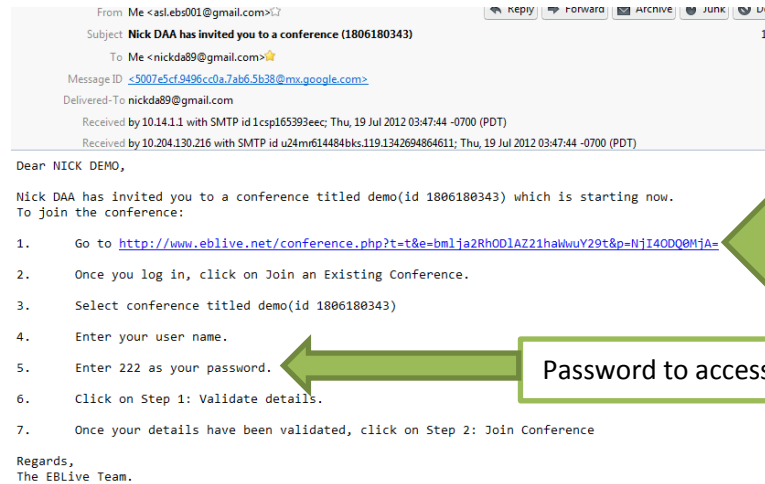 From Me <asl.ebs001@gmail.com>
Reply Forward Archive Junk
Subject Nick DAA has invited you to a conference (1806180343)
To Me <nickda89@gmail.com>
Message ID <5007e5cf.9496cc0a.7ab6.5b38@mx.google.com>
Delivered-To nickda89@gmail.com
Received by 10.14.1.1 with SMTP id 1csp165393eec; Thu, 19 Jul 2012 03:47:44 -0700 (PDT)
Received by 10.204.130.216 with SMTP id u24mr614484bks.119.1342694864611; Thu, 19 Jul 2012 03:47:44 -0700 (PDT)
Dear NICK DEMO,
Nick DAA has invited you to a conference titled demo(id 1806180343) which is starting now.
To join the conference:
1. Go to http://www.eblive.net/conference.php?t=t&e=bmlja2RhODlAZ21haWwuY29t&p=NjI4ODQ0MjA=
2. Once you log in, click on Join an Existing Conference.
3. Select conference titled demo(id 1806180343)
4. Enter your user name.
5. Enter 222 as your password.
Password to access
6. Click on Step 1: Validate details.
7. Once your details have been validated, click on Step 2: Join Conference
Regards,
The EBLive Team.